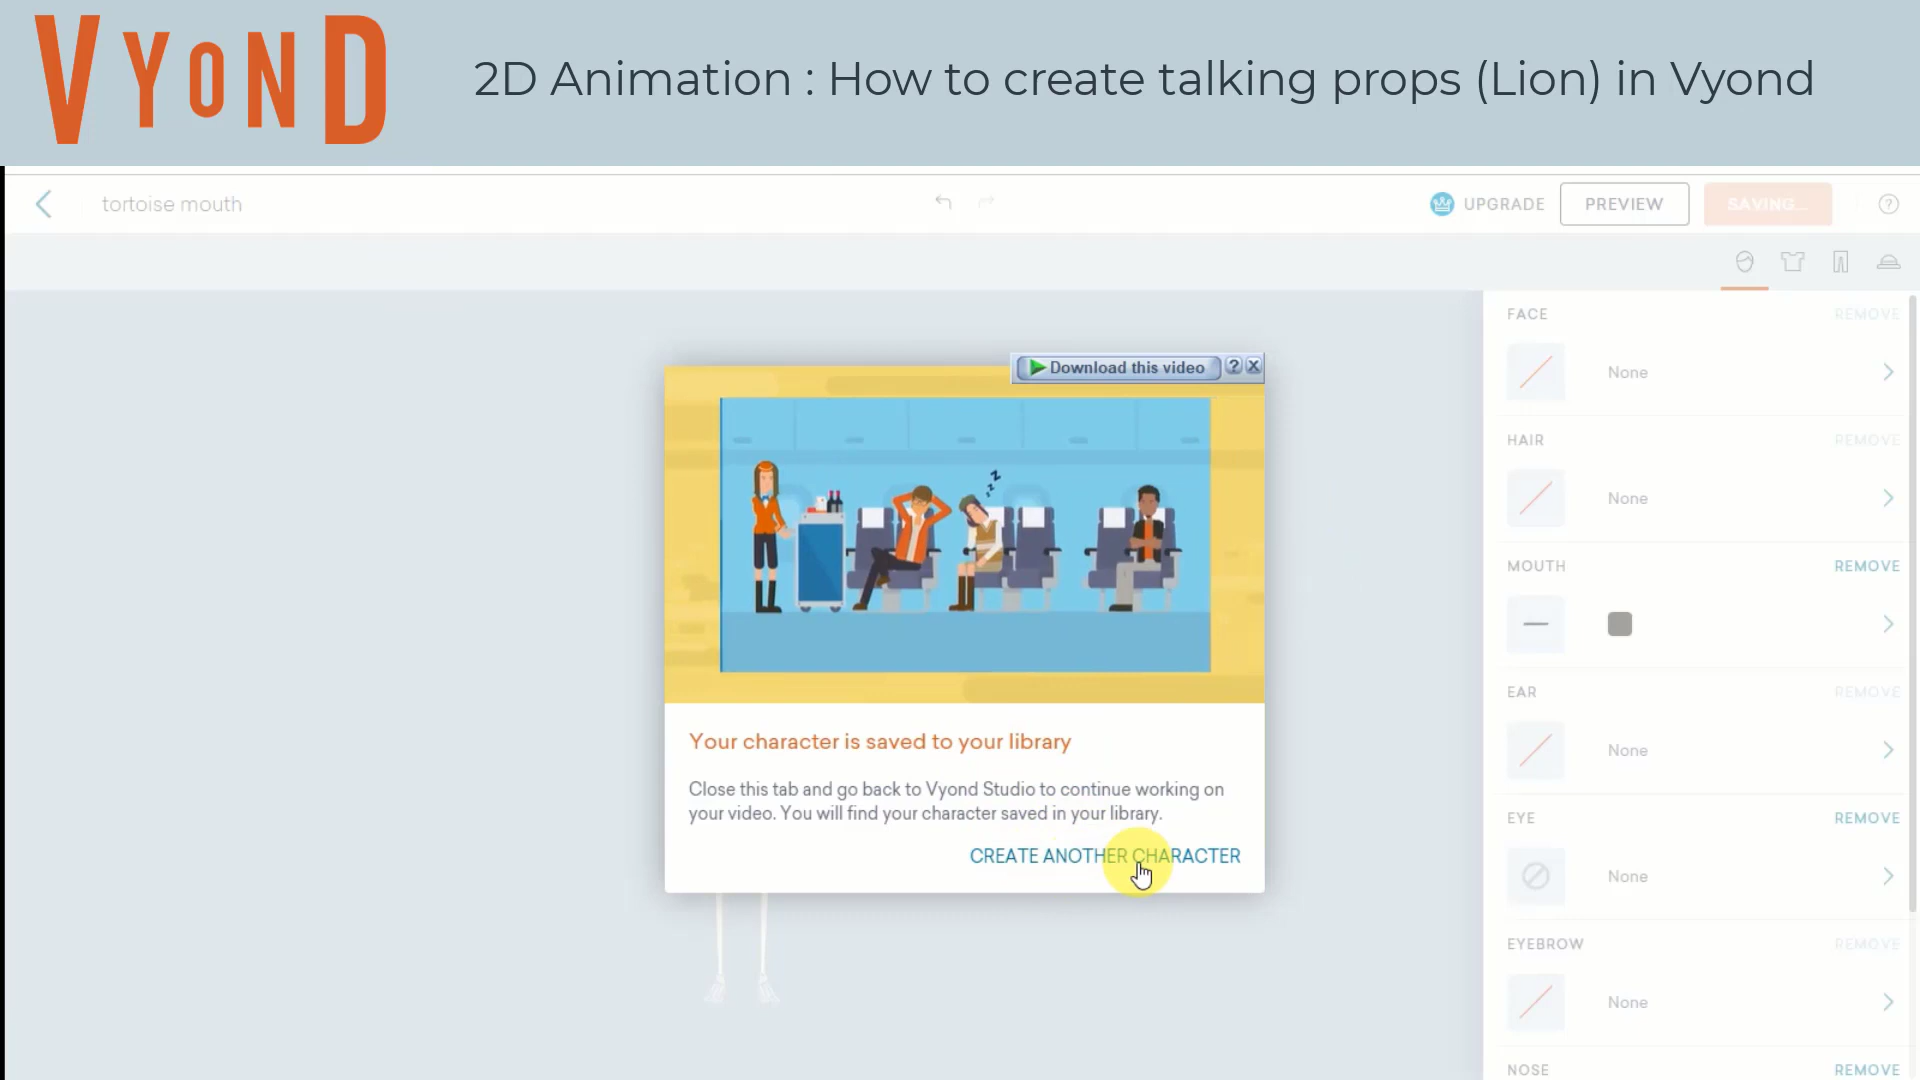 VYOND
2D Animation : How to create talking props (Lion) in Vyond
tortoise mouth
UPGRADE
PREVIEW
SAVING...
?
FACE
REMOVE
None
HAIR
REMOVE
None
MOUTH
REMOVE
EAR
REMOVE
None
EYE
REMOVE
None
EYEBROW
REMOVE
None
NOSE
REMOVE
Download this video
?
X
z z z
Your character is saved to your library
Close this tab and go back to Vyond Studio to continue working on
your video. You will find your character saved in your library.
CREATE ANOTHER CHARACTER